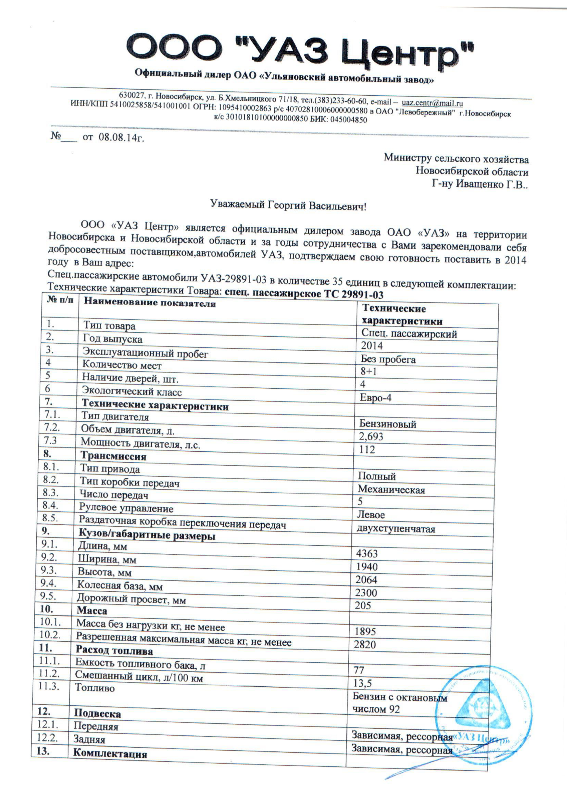 ООО "УАЗ Центр"
Официальный дилер ОАО «Ульяновский автомобильный завод»
630027, г. Новосибирск, ул. Б Хмельницкого 71/18, тел.(383)233-60-60, e-mail – uaz.centr@mail.ru
ИНН/КПП 5410025858/541001001 ОГРН: 1095410002863 р/с 40702810006000000580 в ОАО "Левобережный" г.Новосибирск
к/с 30101810100000000850 БИК: 045004850
№___ от 08.08.14г.
Министру сельского хозяйства
Новосибирской области
Г-ну Иващенко Г.В..
Уважаемый Георгий Васильевич!
ООО «УАЗ Центр» является официальным дилером завода ОАО «УАЗ» на территории
Новосибирска и Новосибирской области и за годы сотрудничества с Вами зарекомендовали себя
добросовестным поставщиком,автомобилей УАЗ, подтверждаем свою готовность поставить в 2014
году в Ваш адрес:
Спец.пассажирские автомобили УАЗ-29891-03 в количестве 35 единиц в следующей комплектации:
Технические характеристики Товара: спец. пассажирское ТС 29891-03
№ п/п Наименование показателя Технические
характеристики
1. Тип товара Спец. пассажирский
2. Год выпуска 2014
3. Эксплуатационный пробег Без пробега
4 Количество мест 8+1
5 Наличие дверей, шт. 4
6 Экологический класс Евро-4
7. Технические характеристики
7.1. Тип двигателя Бензиновый
7.2. Объем двигателя, л. 2,693
7.3 Мощность двигателя, л.с. 112
8. Трансмиссия
8.1. Тип привода Полный
8.2. Тип коробки передач Механическая
8.3. Число передач 5
8.4. Рулевое управление Левое
8.5. Раздаточная коробка переключения передач двухступенчатая
9. Кузов/габаритные размеры
9.1. Длина, мм 4363
9.2. Ширина, мм 1940
9.3. Высота, мм 2064
9.4. Колесная база, мм 2300
9.5. Дорожный просвет, мм 205
10. Масса
10.1. Масса без нагрузки кг, не менее 1895
10.2. Разрешенная максимальная масса кг, не менее 2820
11. Расход топлива
11.1. Емкость топливного бака, л 77
11.2. Смешанный цикл, л/100 км 13,5
11.3. Топливо Бензин с октановым
числом 92
12. Подвеска
12.1. Передняя Зависимая, рессорная
12.2. Задняя Зависимая, рессорная
13. Комплектация
«УАЗ Центр»